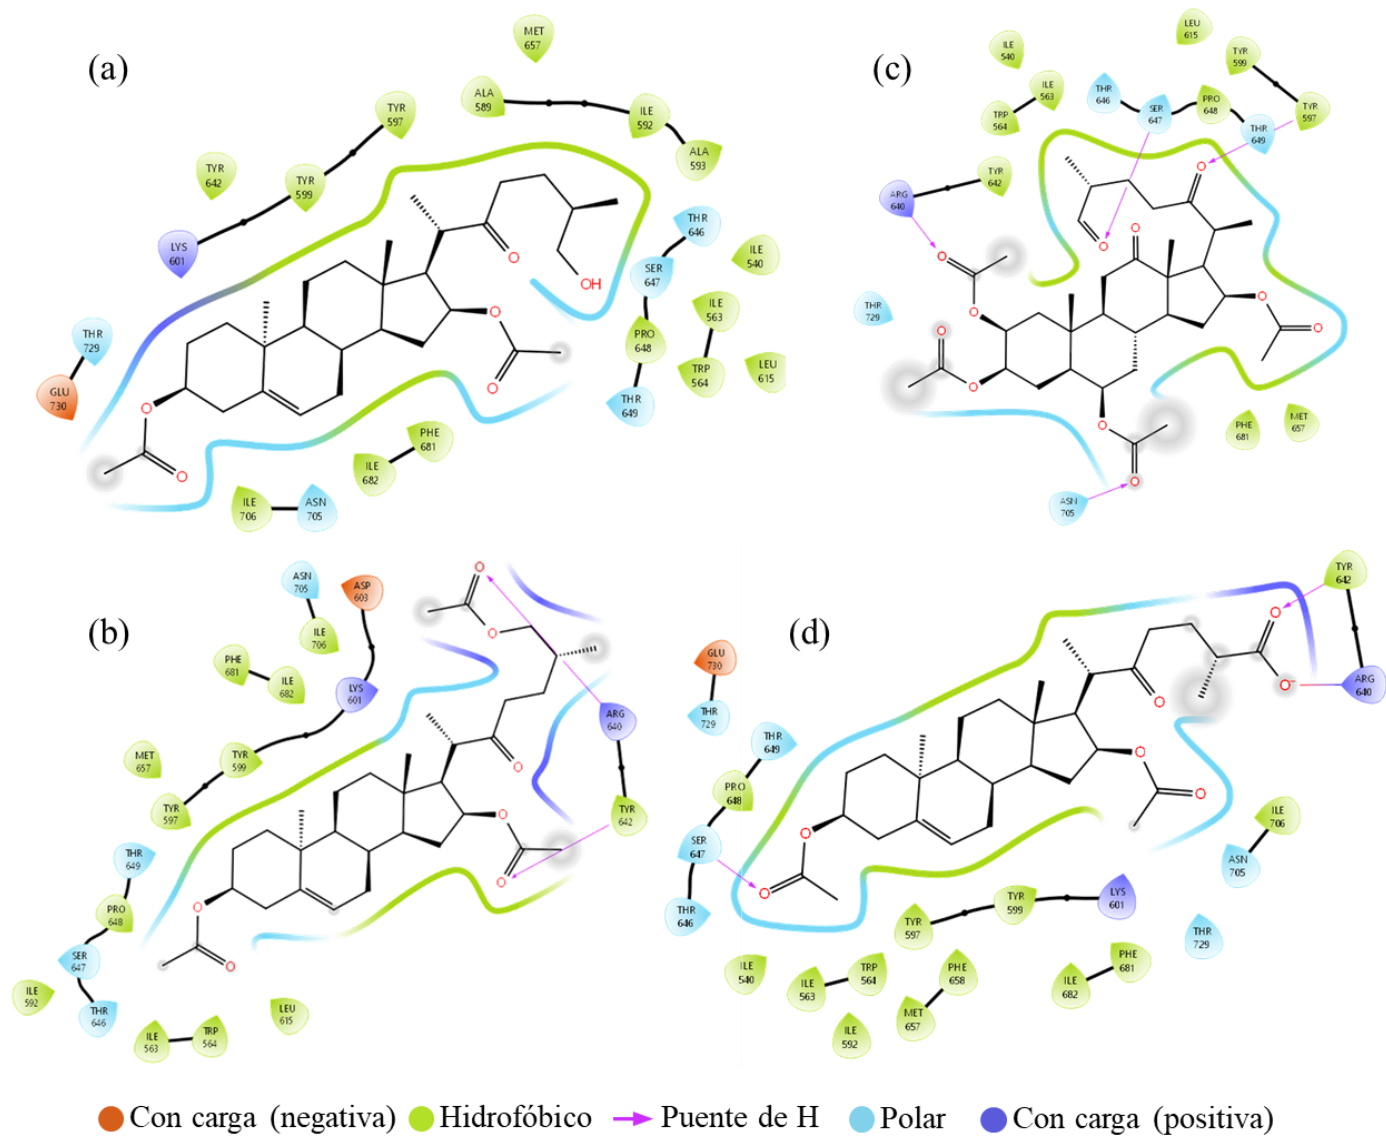 (a)
MET
657
ALA
589
TYR
597
ILE
592
ALA
593
TYR
642
TYR
599
LYS
601
THR
646
ILE
540
SER
647
ILE
563
PRO
648
TRP
564
LEU
615
THR
649
THR
729
GLU
730
OH
O
O
O
O
O
PHE
681
ILE
682
ILE
706
ASN
705
(c)
LEU
615
ILE
540
TYR
599
ILE
563
TRP
564
THR
646
SER
647
PRO
648
THR
649
TYR
597
TYR
642
ARG
640
THR
729
O
O
O
O
O
O
O
O
O
O
O
PHE
681
MET
657
ASN
705
(b)
ASN
705
ASP
603
ILE
706
PHE
681
ILE
682
LYS
601
MET
657
TYR
599
TYR
597
ARG
640
TYR
642
THR
649
PRO
648
SER
647
THR
646
ILE
592
ILE
563
TRP
564
LEU
615
O
O
O
O
O
O
O
(d)
TYR
642
ARG
640
GLU
730
THR
729
THR
649
PRO
648
SER
647
THR
646
O
O-
O
O
O
O
O
ILE
706
ASN
705
THR
729
LYS
601
TYR
599
TYR
597
PHE
681
ILE
682
PHE
658
MET
657
TRP
564
ILE
563
ILE
540
ILE
592
Con carga (negativa) Hidrofóbico Puente de H Polar Con carga (positiva)